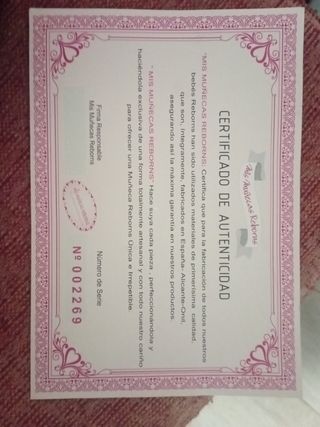 Mis Muñecas Reborns
CERTIFICADO DE AUTENTICIDAD
"MIS MUÑECAS REBORNS: Certifica que para la fabricación de todos nuestros
bebés Reborns han sido utilizados materiales de primerísima calidad,
que son, íntegramente, fabricados en España- Alicante-Onil,
asegurando así la máxima garantía en nuestros productos.
" MIS MUÑECAS REBORNS" Hace suya cada pieza , perfeccionándola y
haciéndola exclusiva de una forma totalmente artesanal y con todo nuestro cariño
para ofrecer una Muñeca Reborns Única e Irrepetible.
Firma Responsable
Mis Muñecas Reborns
Número de Serie
Nº 002269